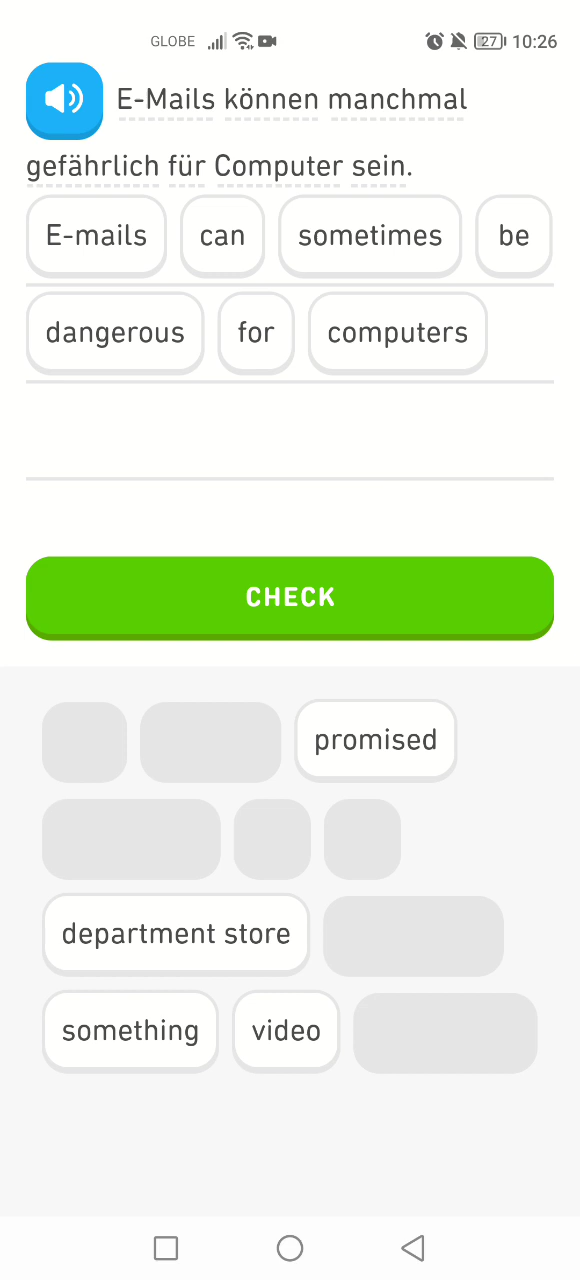 GLOBE 27 10:26
E-Mails können manchmal
gefährlich für Computer sein.
E-mails can sometimes be
dangerous for computers
CHECK
promised
department store
something video